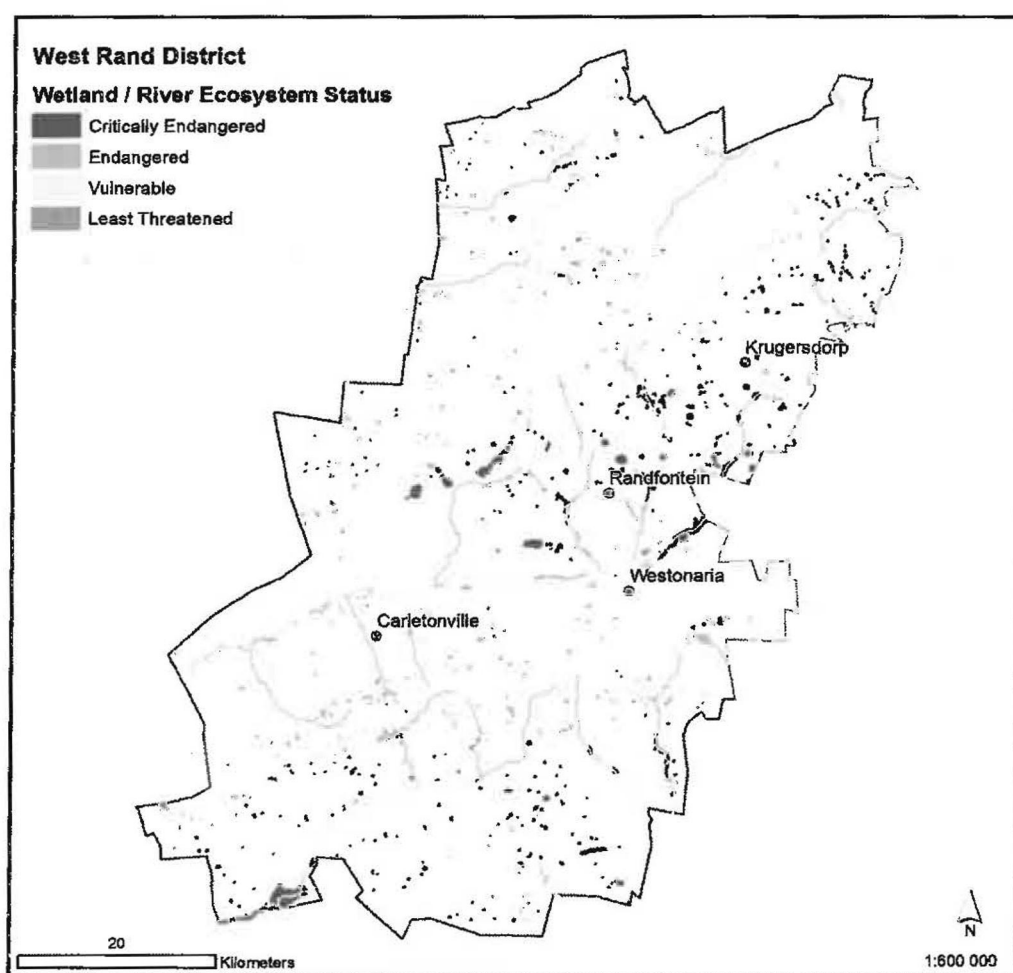 West Rand District
Wetland / River Ecosystem Status
Critically Endangered
Endangered
Vulnerable
Least Threatened
Krugersdorp
Randfontein
Westonaria
Carletonville
20
Kilometers
N
1:600 000